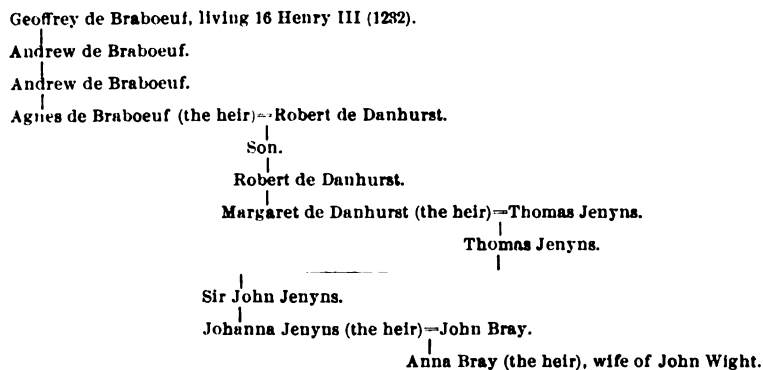 Geoffrey de Braboeuf, living 16 Henry III (1232).
Andrew de Braboeuf.
Andrew de Braboeuf.
Agnes de Braboeuf (the heir)=Robert de Danhurst.
Son.
Robert de Danhurst.
Margaret de Danhurst (the heir)=Thomas Jenyns.
Thomas Jenyns.
Sir John Jenyns.
Johanna Jenyns (the heir)=John Bray.
Anna Bray (the heir), wife of John Wight.